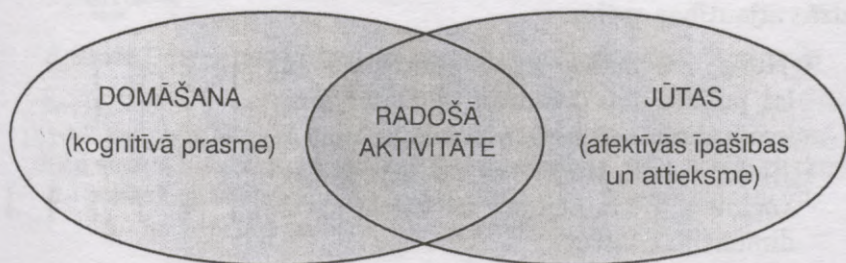 DOMĀŠANA
(kognitīvā prasme)
RADOŠĀ
AKTIVITĀTE
JŪTAS
(afektīvās īpašības
un attieksme)